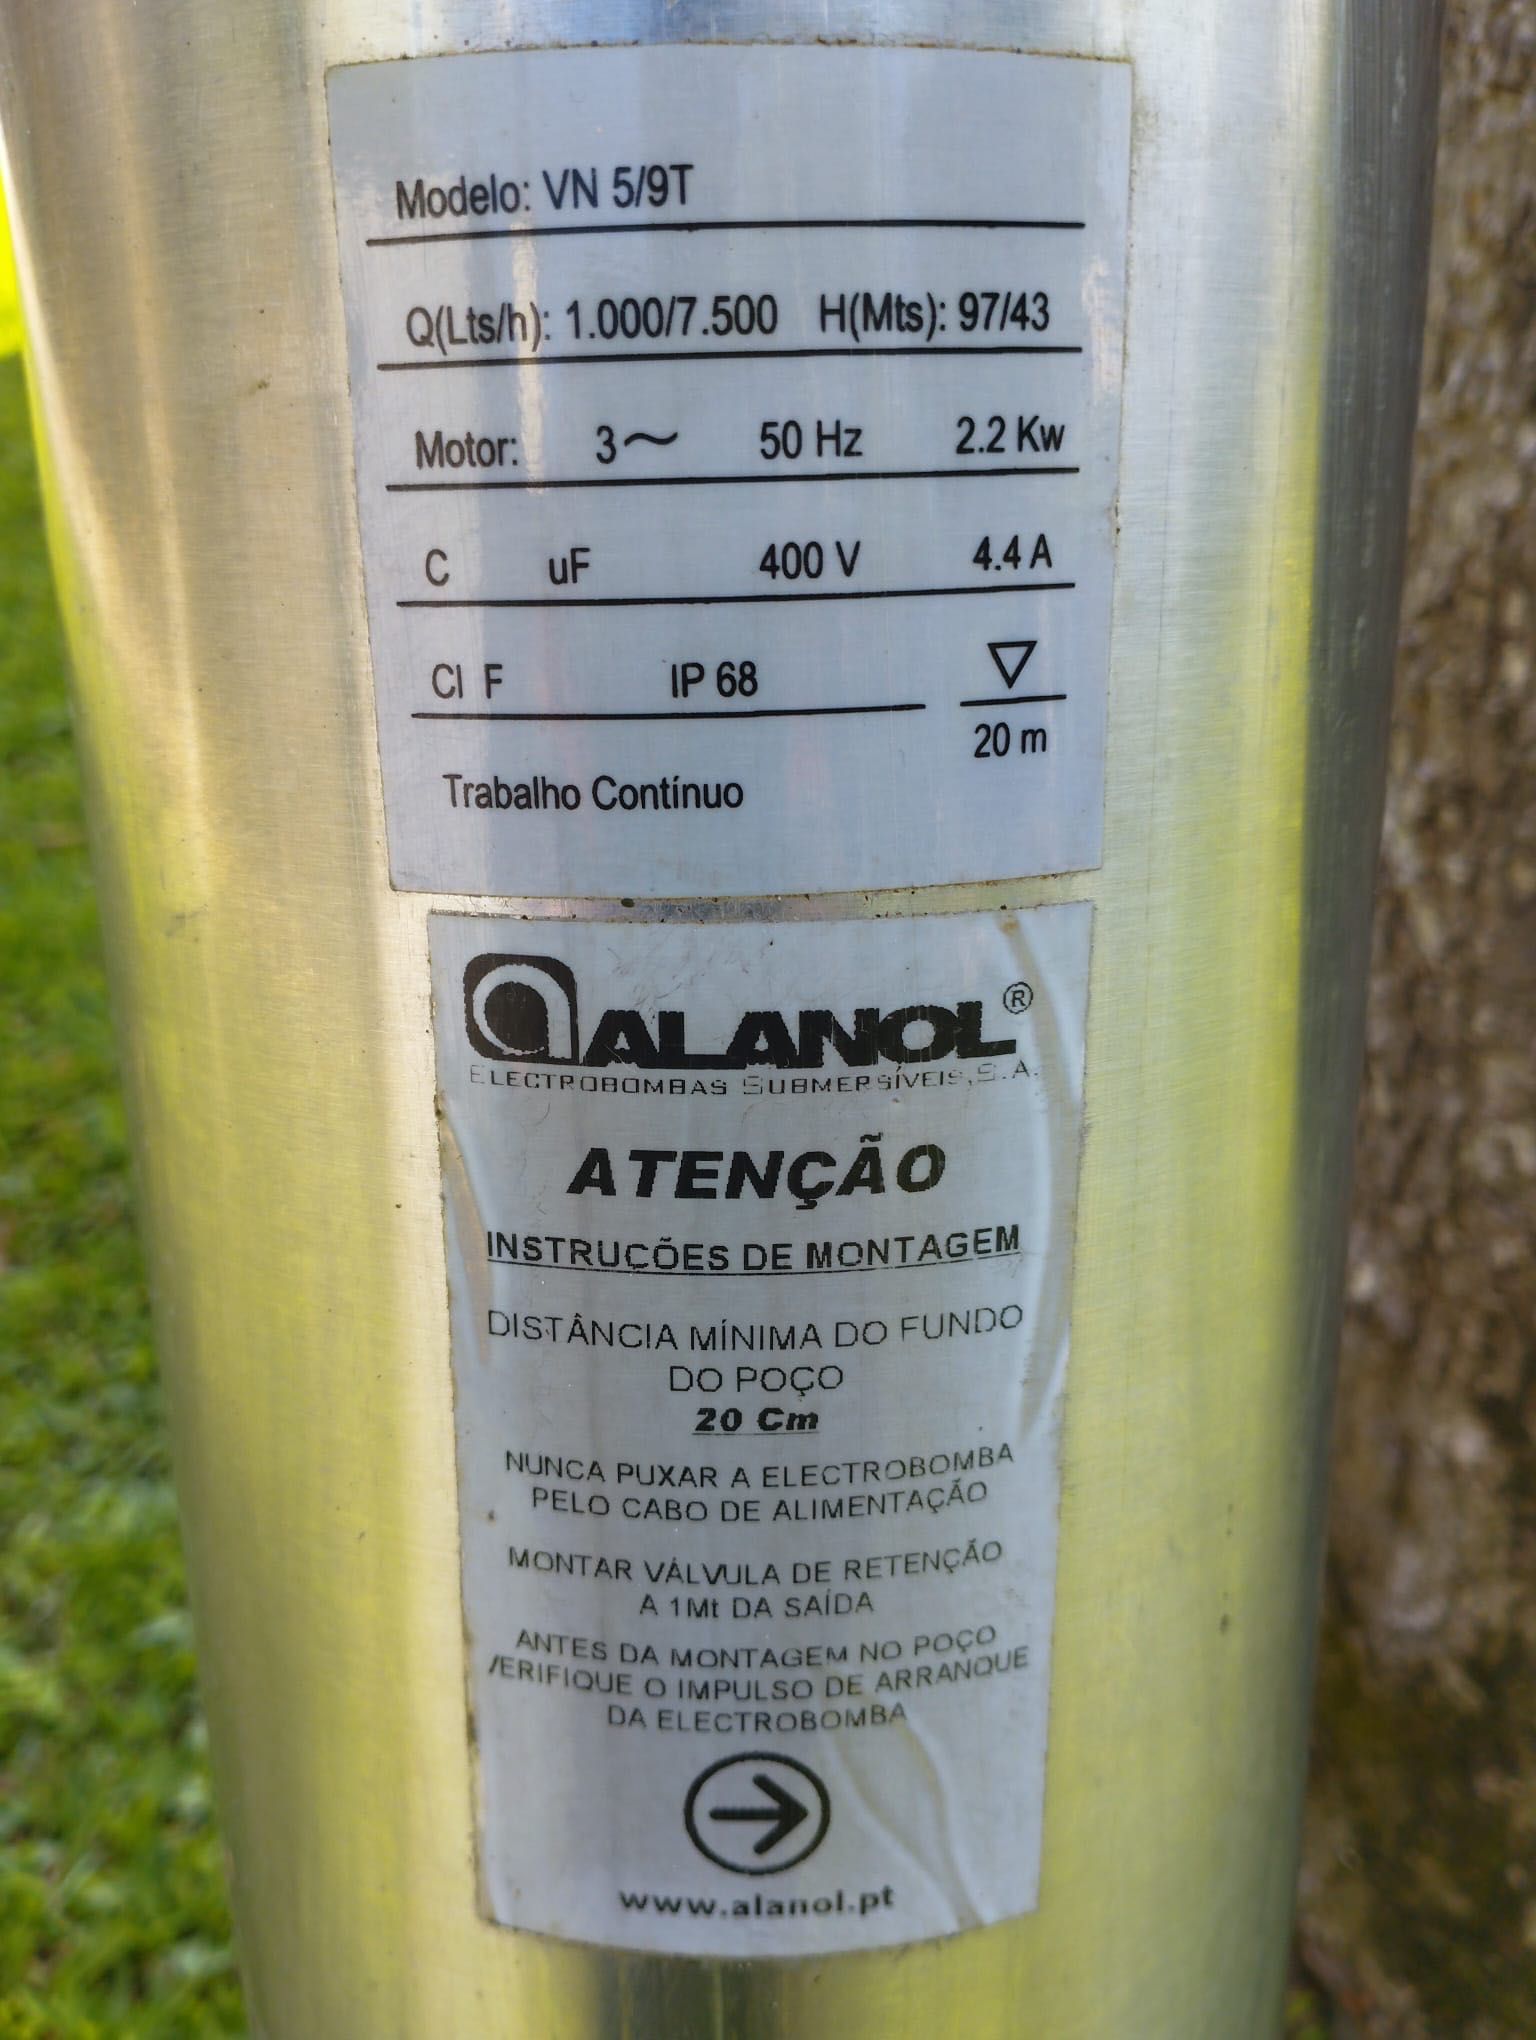 Modelo: VN 5/9T
Q(Lts/h): 1.000/7.500 H(Mts): 97/43
Motor: 3~ 50 Hz 2.2 Kw
C uF 400 V 4.4 A
Cl F IP 68 ▽
20 m
Trabalho Contínuo
ALANOL®
ELECTROBOMBAS SUBMERSÍVEIS, S.A.
ATENÇÃO
INSTRUÇÕES DE MONTAGEM
DISTÂNCIA MÍNIMA DO FUNDO
DO POÇO
20 Cm
NUNCA PUXAR A ELECTROBOMBA
PELO CABO DE ALIMENTAÇÃO
MONTAR VÁLVULA DE RETENÇÃO
A 1Mt DA SAÍDA
ANTES DA MONTAGEM NO POÇO
VERIFIQUE O IMPULSO DE ARRANQUE
DA ELECTROBOMBA
→
www.alanol.pt